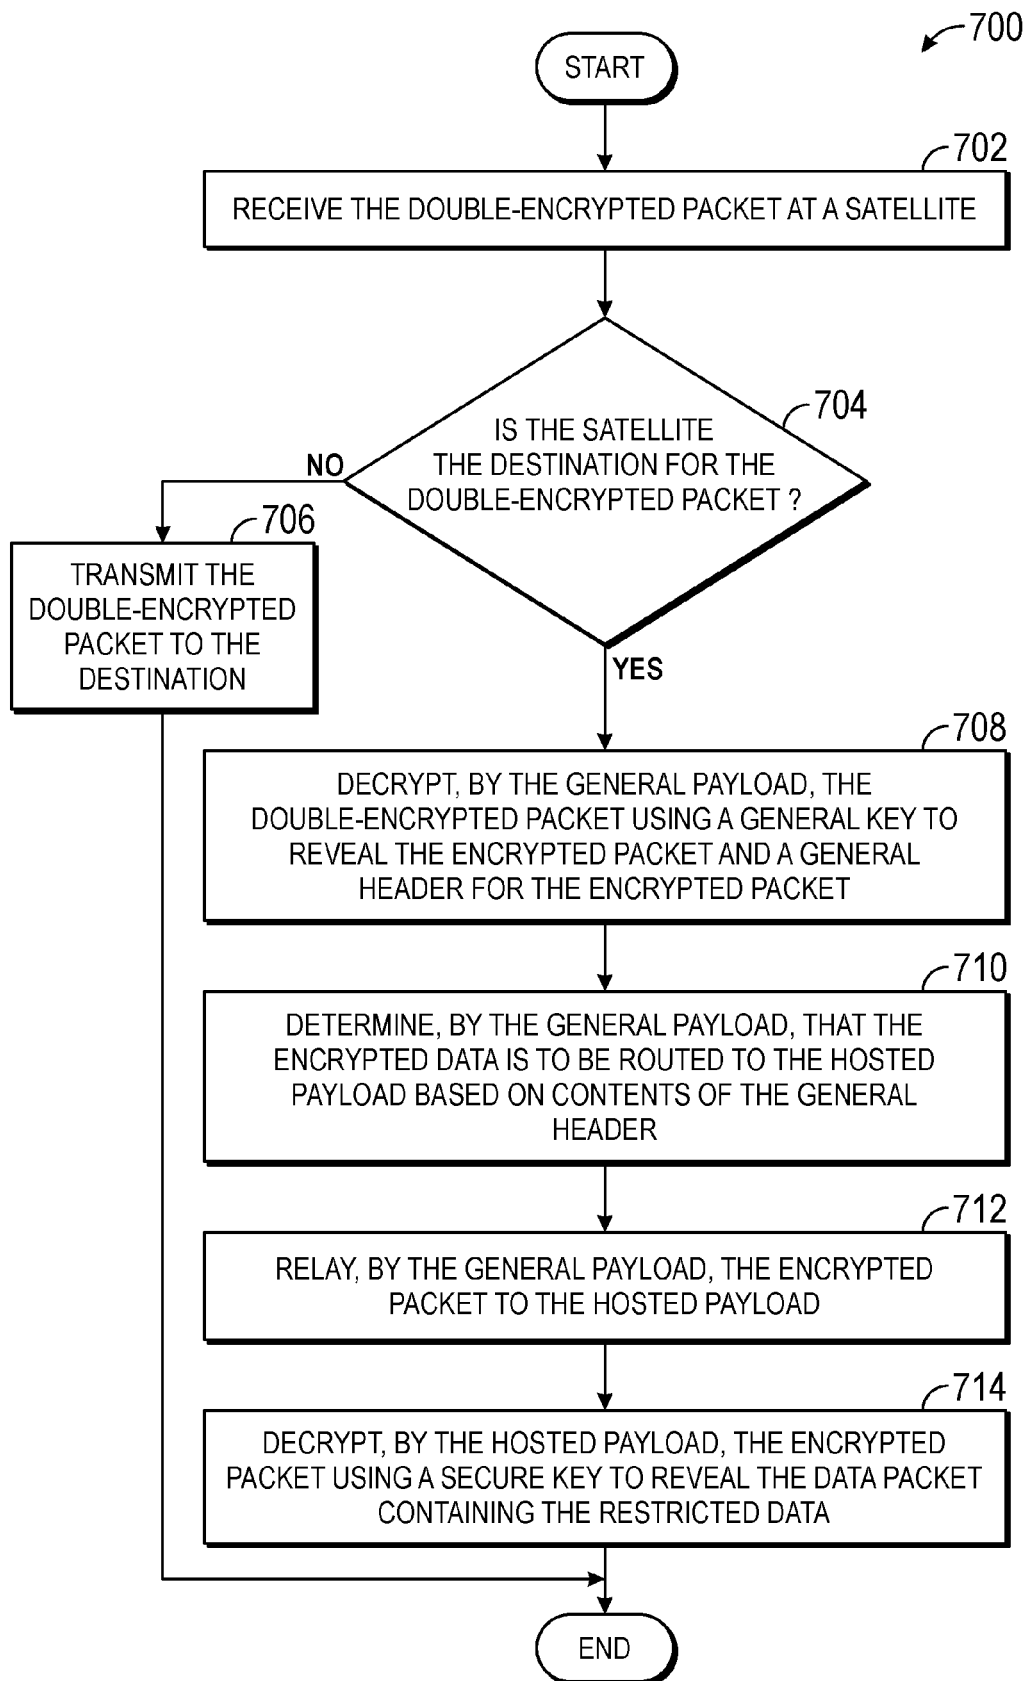 700
START
702
RECEIVE THE DOUBLE-ENCRYPTED PACKET AT A SATELLITE
704
IS THE SATELLITE
THE DESTINATION FOR THE
DOUBLE-ENCRYPTED PACKET ?
NO
706
TRANSMIT THE
DOUBLE-ENCRYPTED
PACKET TO THE
DESTINATION
YES
708
DECRYPT, BY THE GENERAL PAYLOAD, THE
DOUBLE-ENCRYPTED PACKET USING A GENERAL KEY TO
REVEAL THE ENCRYPTED PACKET AND A GENERAL
HEADER FOR THE ENCRYPTED PACKET
710
DETERMINE, BY THE GENERAL PAYLOAD, THAT THE
ENCRYPTED DATA IS TO BE ROUTED TO THE HOSTED
PAYLOAD BASED ON CONTENTS OF THE GENERAL
HEADER
712
RELAY, BY THE GENERAL PAYLOAD, THE ENCRYPTED
PACKET TO THE HOSTED PAYLOAD
714
DECRYPT, BY THE HOSTED PAYLOAD, THE ENCRYPTED
PACKET USING A SECURE KEY TO REVEAL THE DATA PACKET
CONTAINING THE RESTRICTED DATA
END